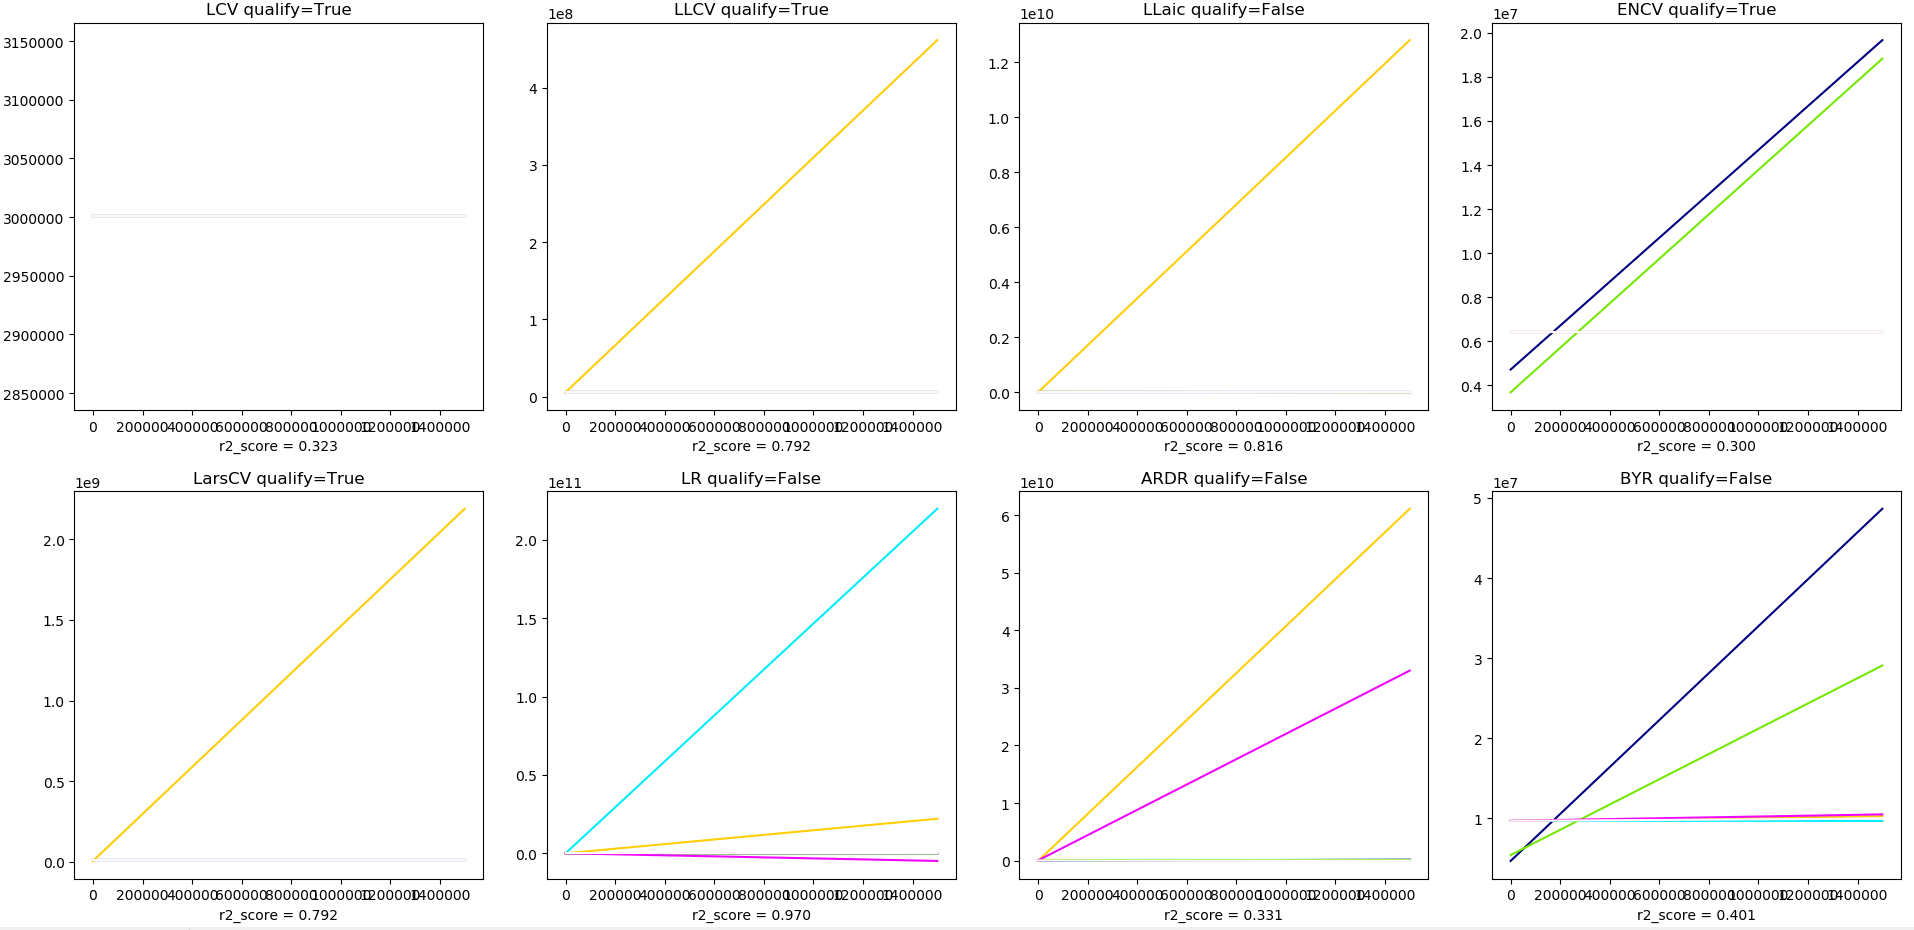 LCV qualify=True
3150000
3100000
3050000
3000000
2950000
2900000
2850000
0 200000 400000 600000 800000 1000000 1200000 1400000
r2_score = 0.323
LLCV qualify=True
1e8
4
3
2
1
0
0 200000 400000 600000 800000 1000000 1200000 1400000
r2_score = 0.792
LLaic qualify=False
1e10
1.2
1.0
0.8
0.6
0.4
0.2
0.0
0 200000 400000 600000 800000 1000000 1200000 1400000
r2_score = 0.816
ENCV qualify=True
1e7
2.0
1.8
1.6
1.4
1.2
1.0
0.8
0.6
0.4
0 200000 400000 600000 800000 1000000 1200000 1400000
r2_score = 0.300
LarsCV qualify=True
1e9
2.0
1.5
1.0
0.5
0.0
0 200000 400000 600000 800000 1000000 1200000 1400000
r2_score = 0.792
LR qualify=False
1e11
2.0
1.5
1.0
0.5
0.0
0 200000 400000 600000 800000 1000000 1200000 1400000
r2_score = 0.970
ARDR qualify=False
1e10
6
5
4
3
2
1
0
0 200000 400000 600000 800000 1000000 1200000 1400000
r2_score = 0.331
BYR qualify=False
1e7
5
4
3
2
1
0 200000 400000 600000 800000 1000000 1200000 1400000
r2_score = 0.401